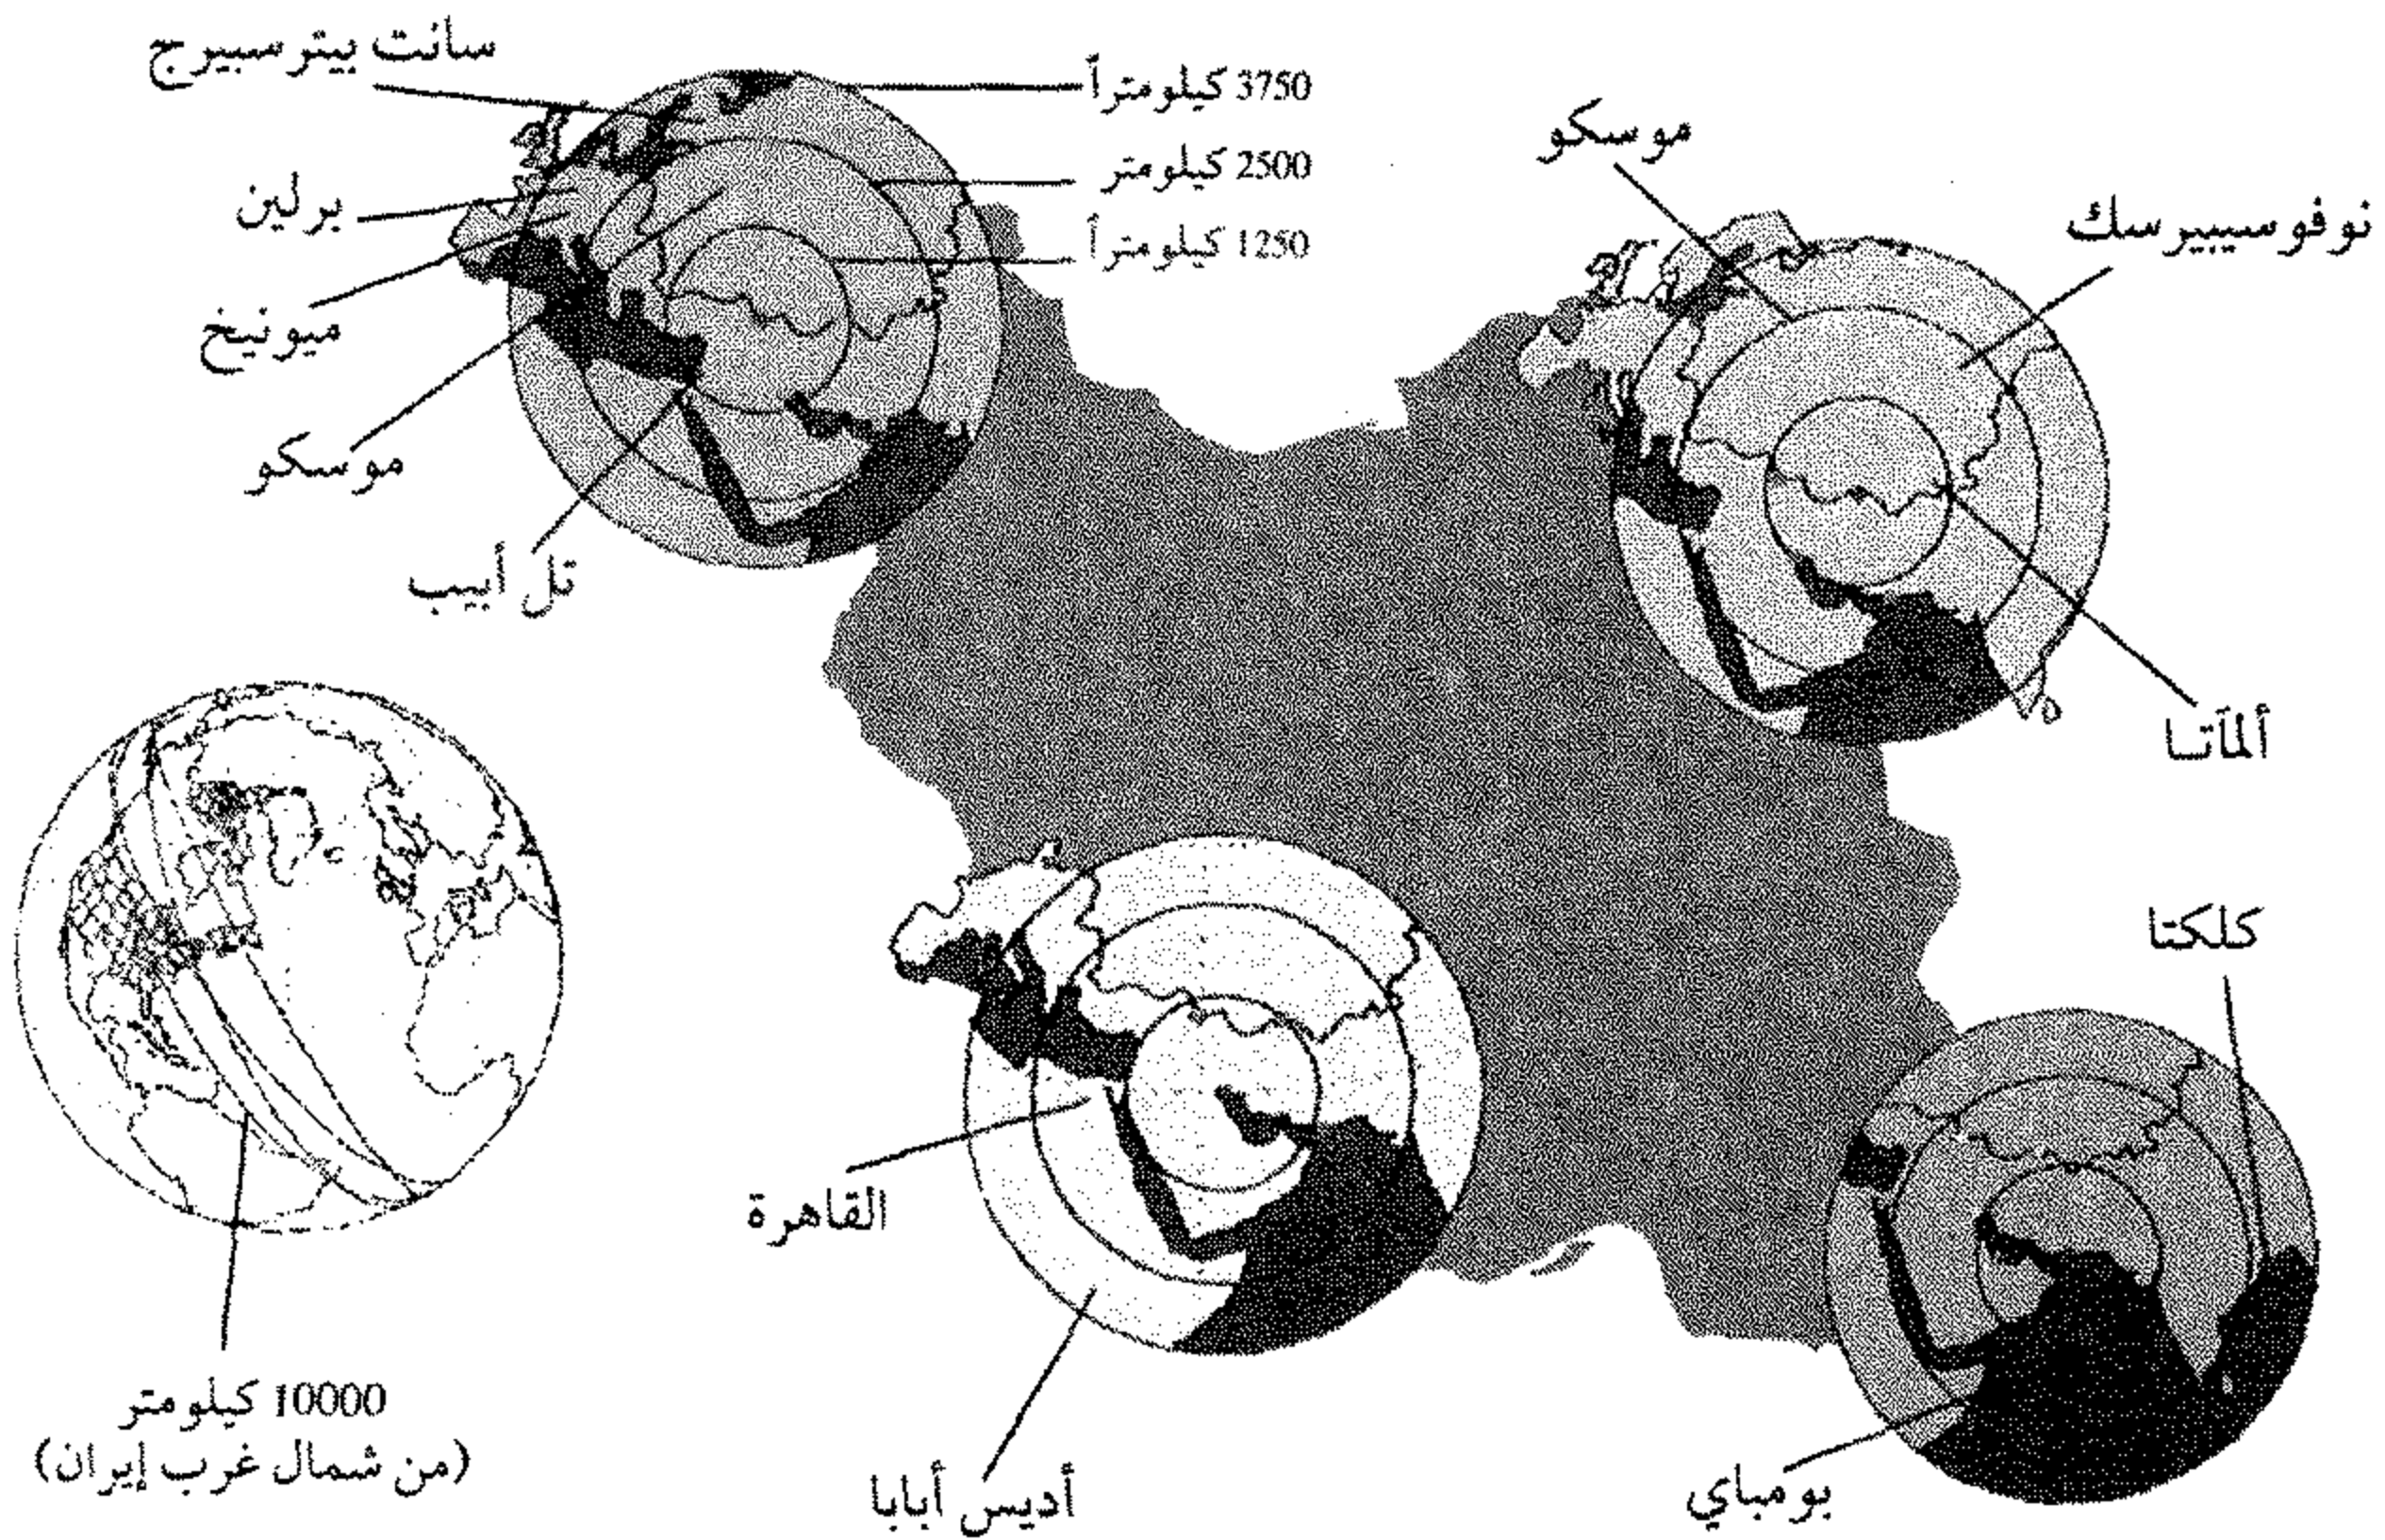 سانت بيترسبيرج
3750 كيلومتراً
2500 كيلومتر
1250 كيلومتراً
برلين
ميونيخ
موسكو
تل أبيب
موسكو
نوفوسيبيرسك
ألمآتا
كلكتا
بومباي
القاهرة
أديس أبابا
10000 كيلومتر
(من شمال غرب إيران)